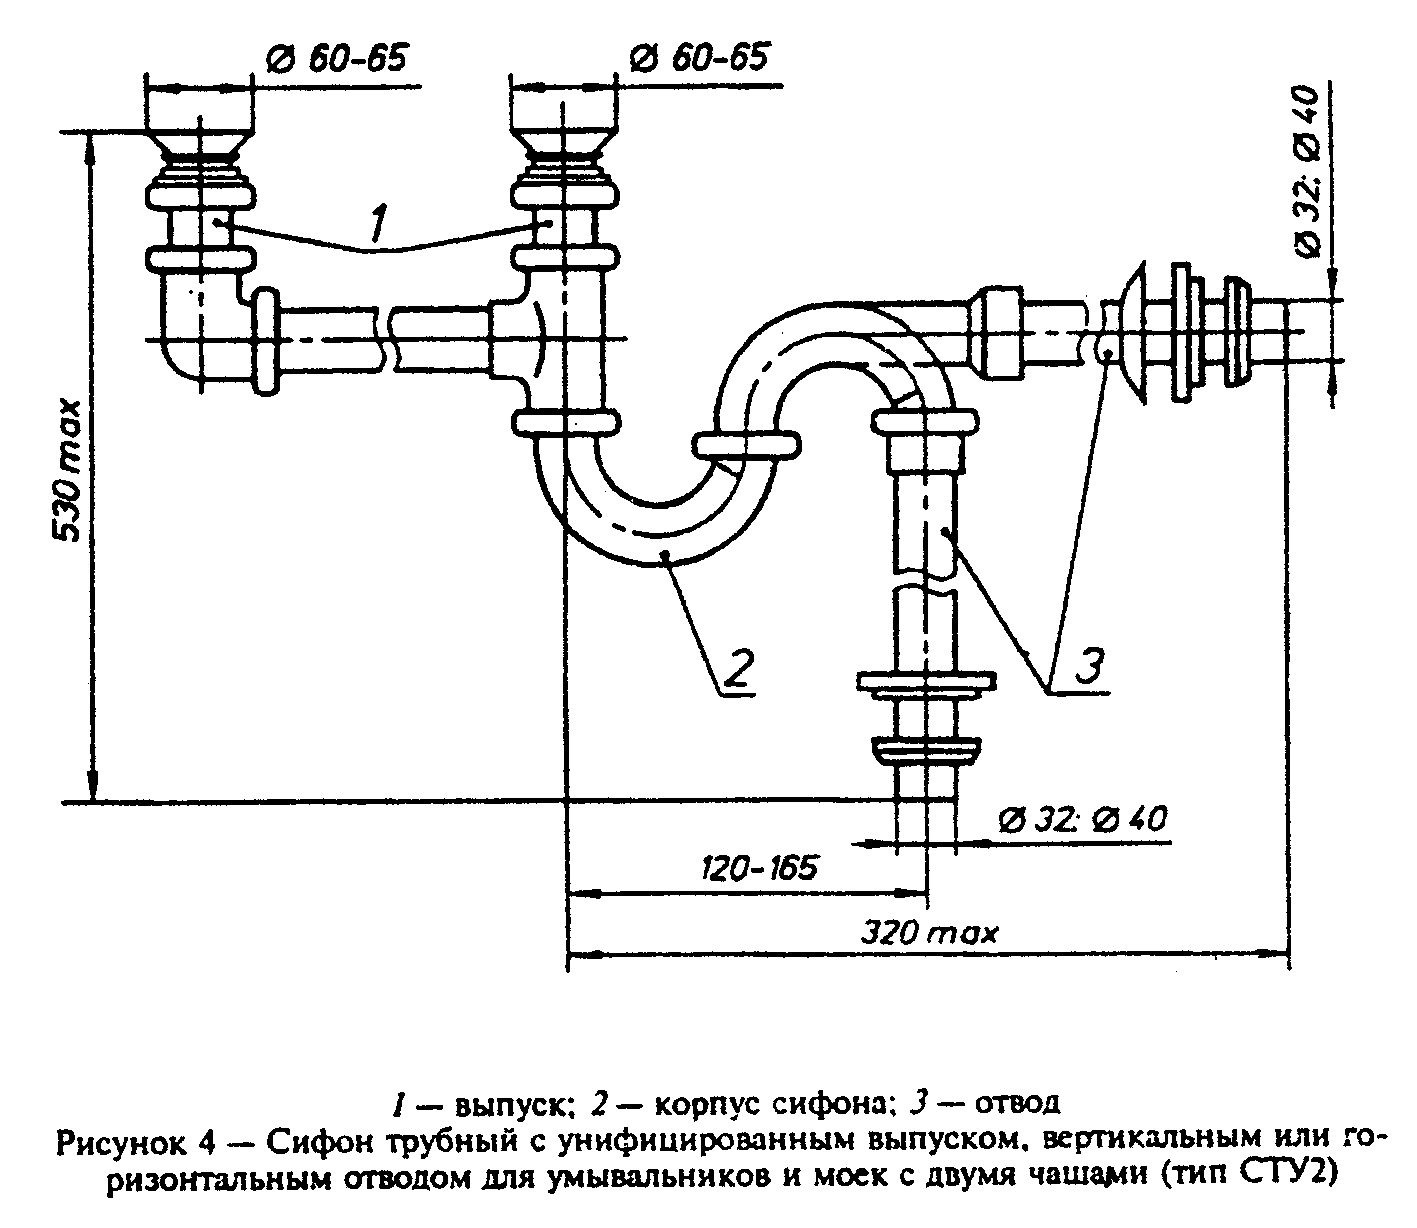 Ø 60-65
Ø 60-65
Ø 32; Ø 40
1
530 max
2
3
Ø 32; Ø 40
120-165
320 max
1 — выпуск; 2 — корпус сифона; 3 — отвод
Рисунок 4 — Сифон трубный с унифицированным выпуском, вертикальным или го-
ризонтальным отводом для умывальников и моек с двумя чашами (тип СТУ2)